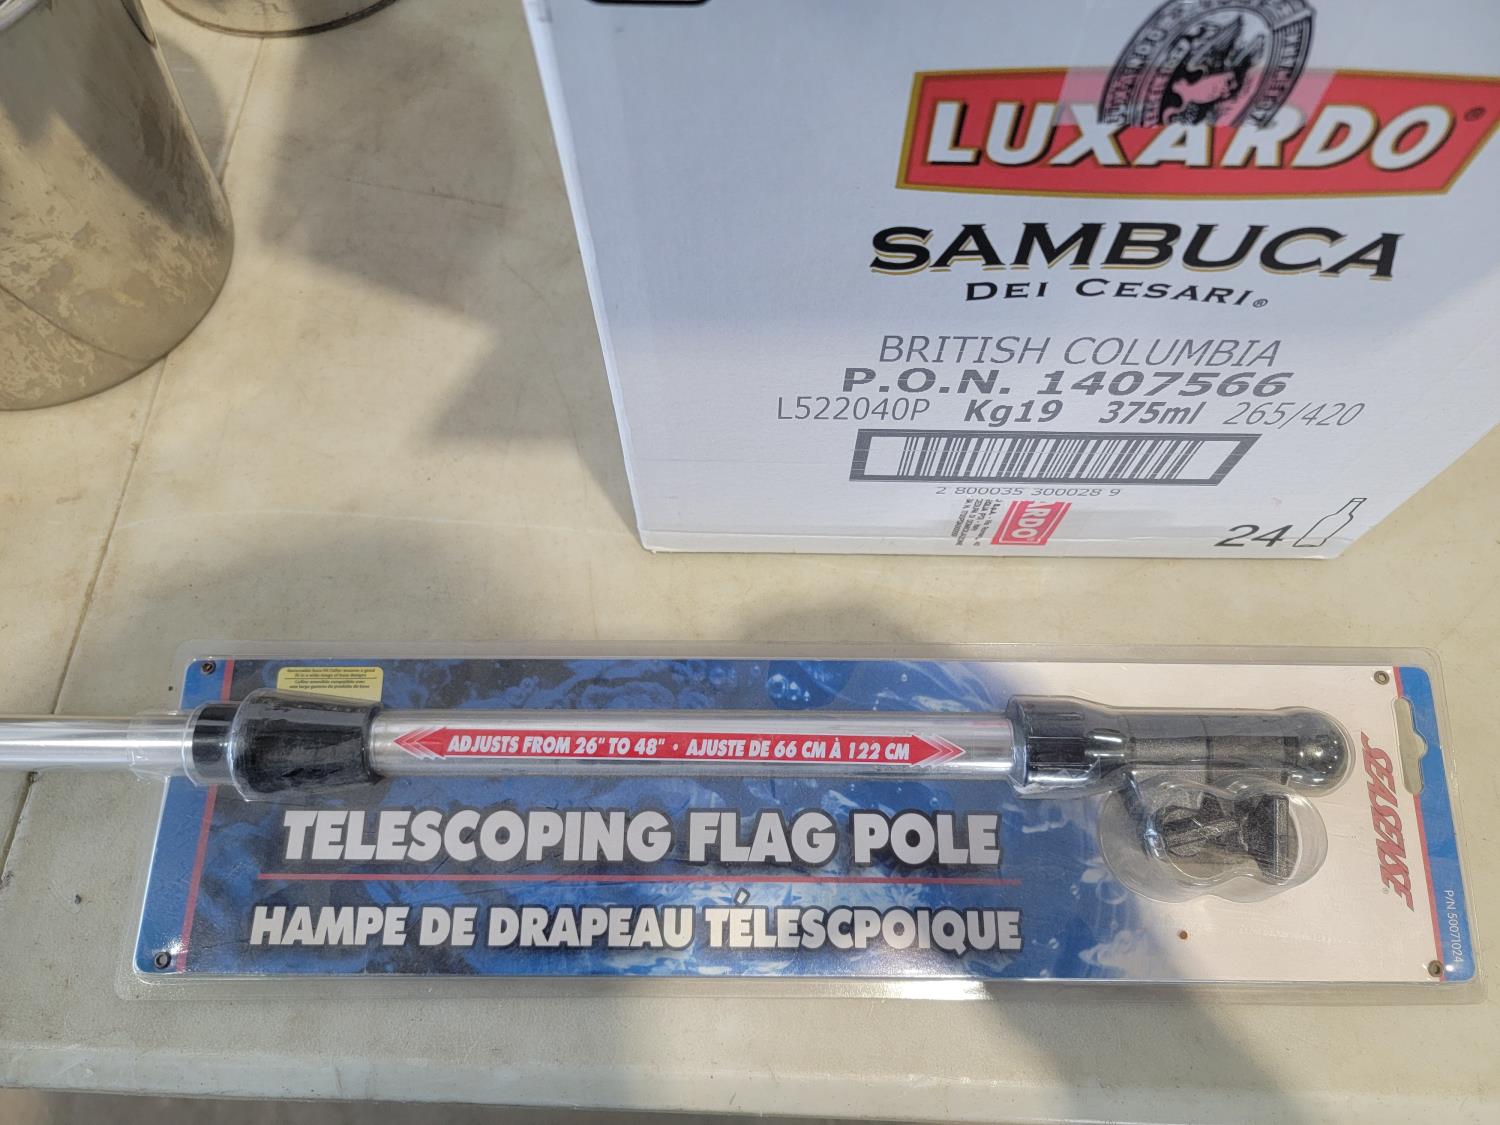 LUXARDO®
SAMBUCA
DEI CESARI®
BRITISH COLUMBIA
P.O.N. 1407566
L522040P Kg19 375ml 265/420
2 800035 300028 9
ARDO
24
ADJUSTS FROM 26" TO 48" • AJUSTE DE 66 CM À 122 CM
TELESCOPING FLAG POLE
HAMPE DE DRAPEAU TÉLESCPOIQUE
SEASENSE®
P/N 50071024